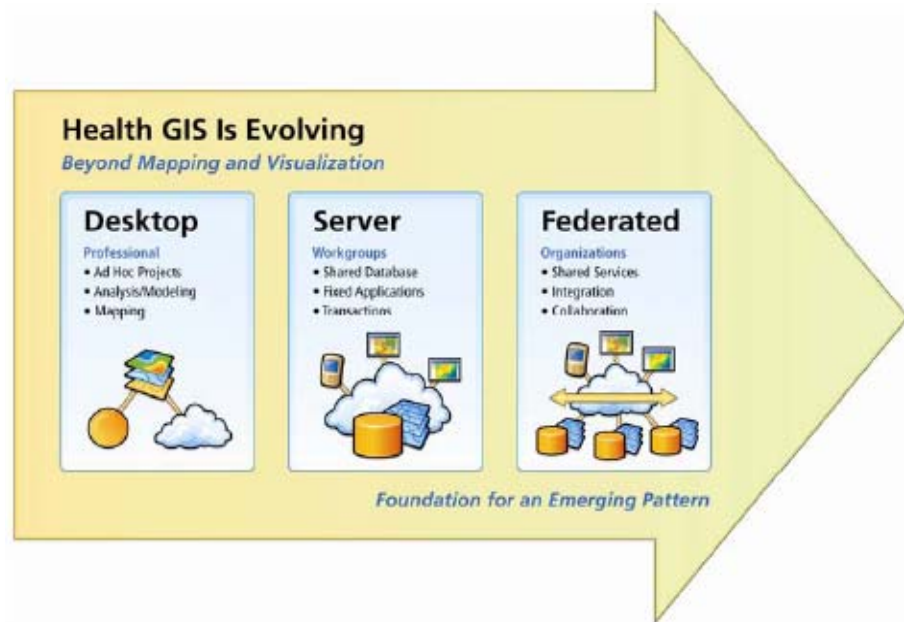 Health GIS Is Evolving
Beyond Mapping and Visualization
Desktop
Professional
• Ad Hoc Projects
• Analysis/Modeling
• Mapping
Server
Workgroups
• Shared Database
• Fixed Applications
• Transactions
Federated
Organizations
• Shared Services
• Integration
• Collaboration
Foundation for an Emerging Pattern